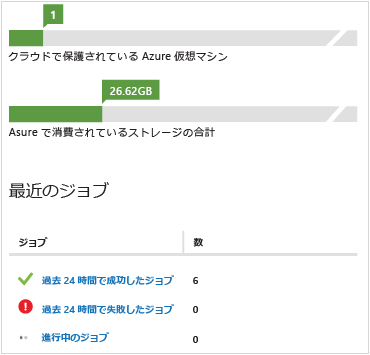 1
クラウドで保護されている Azure 仮想マシン
26.62GB
Asure で消費されているストレージの合計
最近のジョブ
ジョブ 数
過去 24 時間で成功したジョブ 6
過去 24 時間で失敗したジョブ 0
進行中のジョブ 0